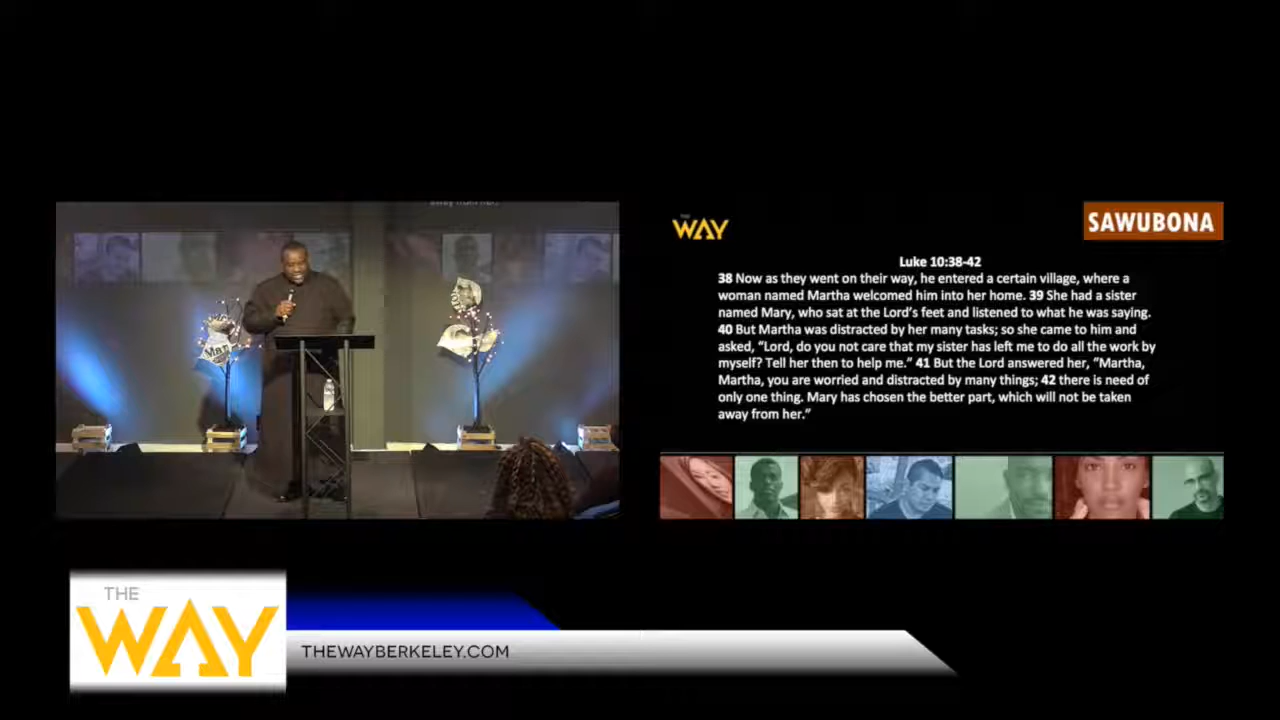 away from her."
THE
WAY
SAWUBONA
Luke 10:38-42
38 Now as they went on their way, he entered a certain village, where a
woman named Martha welcomed him into her home. 39 She had a sister
named Mary, who sat at the Lord's feet and listened to what he was saying.
40 But Martha was distracted by her many tasks; so she came to him and
asked, “Lord, do you not care that my sister has left me to do all the work by
myself? Tell her then to help me.” 41 But the Lord answered her, “Martha,
Martha, you are worried and distracted by many things; 42 there is need of
only one thing. Mary has chosen the better part, which will not be taken
away from her.”
THE
WAY
THEWAYBERKELEY.COM